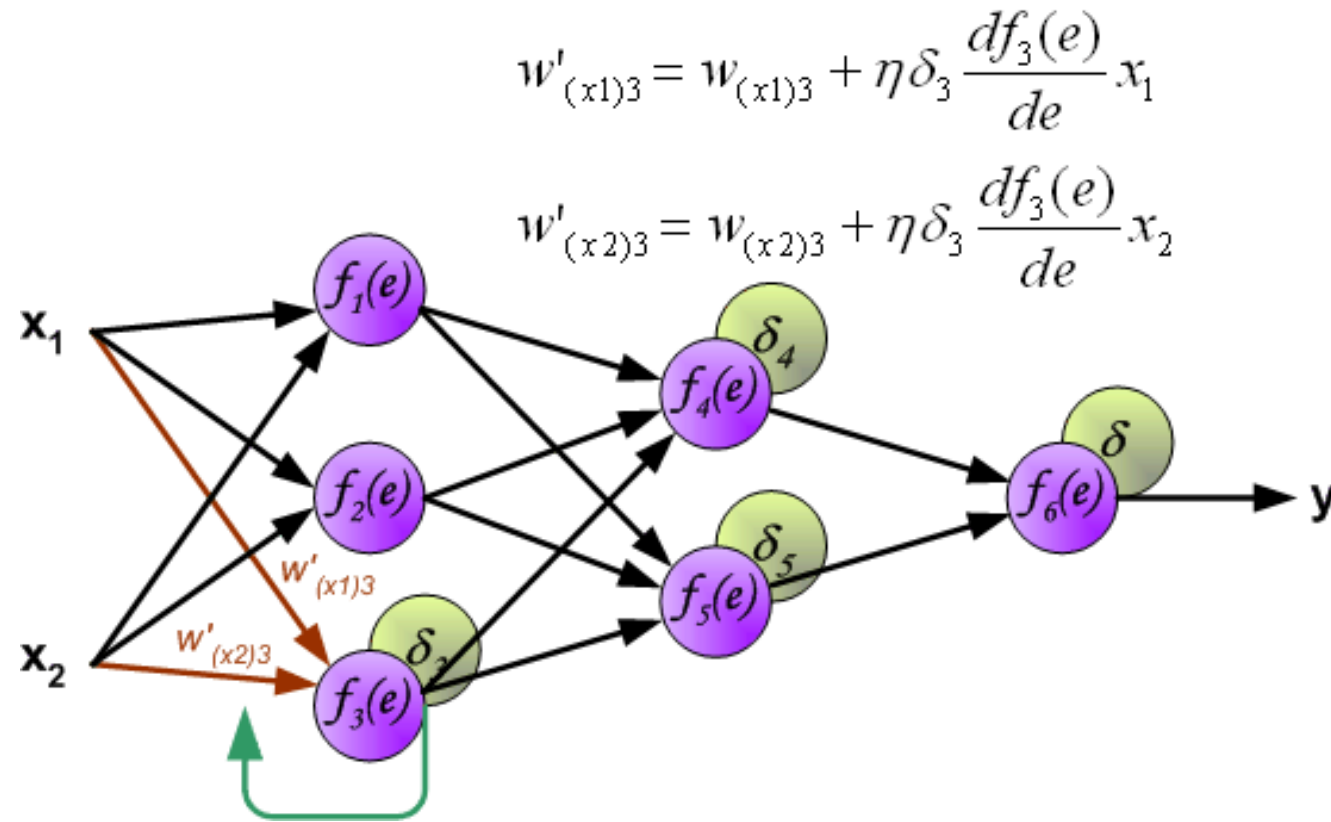 w'(x1)3 = w(x1)3 + ηδ3 df3(e)/de x1
w'(x2)3 = w(x2)3 + ηδ3 df3(e)/de x2
f1(e)
x1
δ4
f4(e)
δ
f2(e)
f6(e)
y
δ5
w'(x1)3
f5(e)
w'(x2)3
x2
δ3
f3(e)